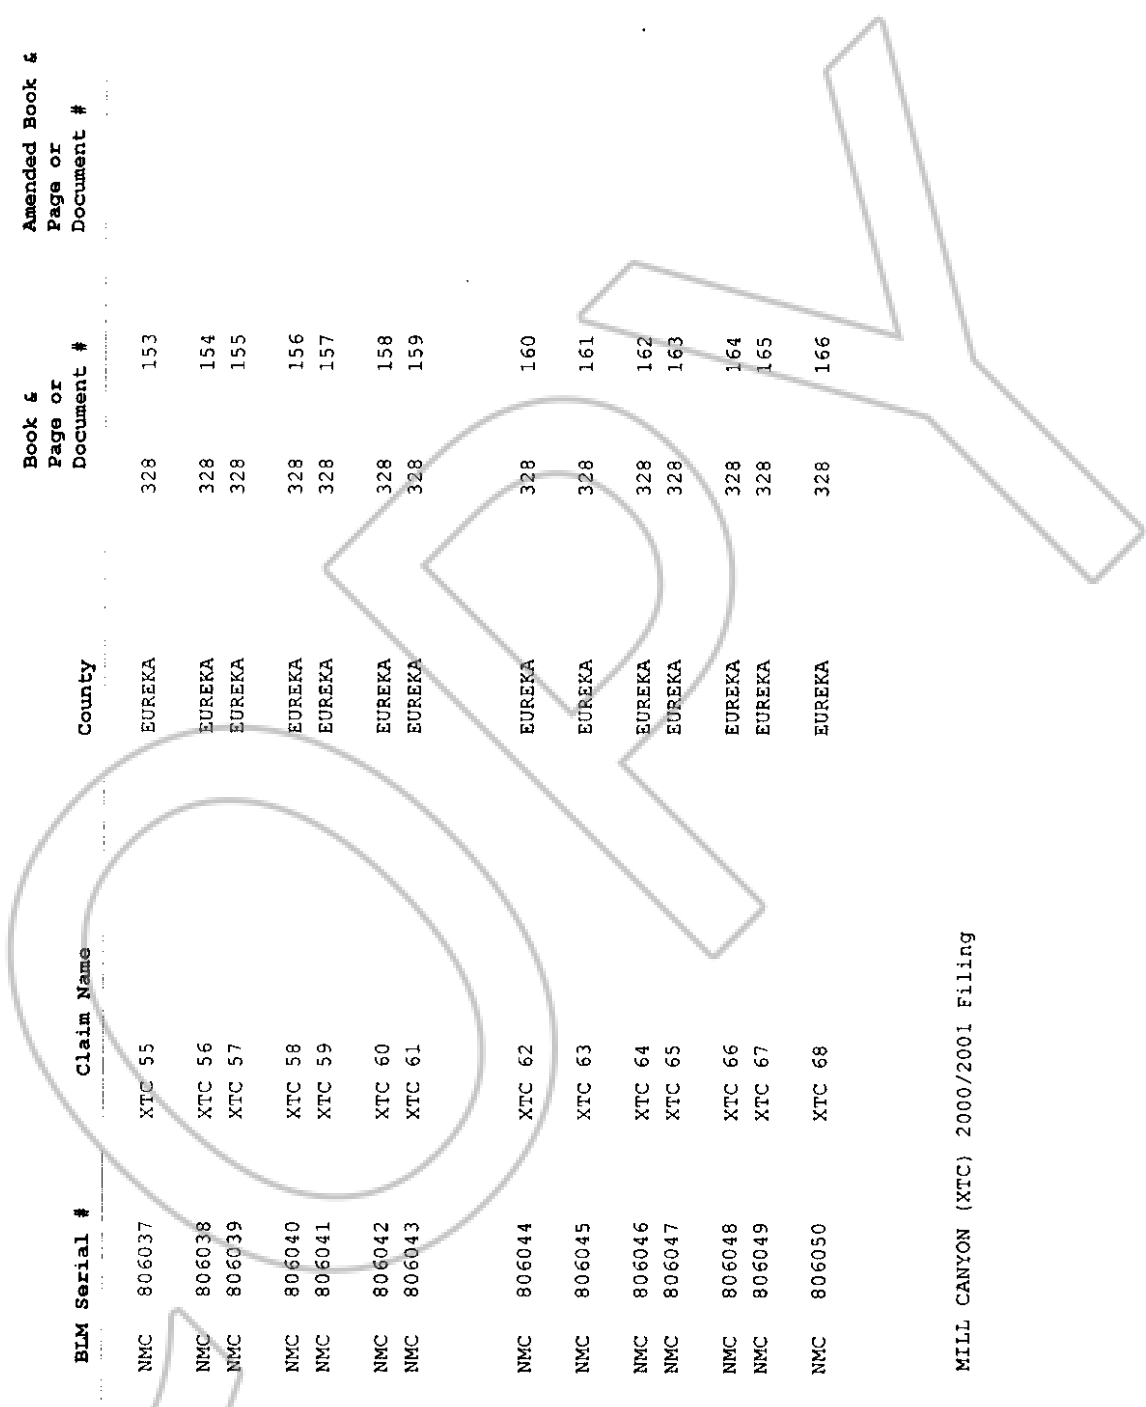 Book & Amended Book &
Page or Page or
BLM Serial # Claim Name County Document # Document #
NMC 806037 XTC 55 EUREKA 328 153
NMC 806038 XTC 56 EUREKA 328 154
NMC 806039 XTC 57 EUREKA 328 155
NMC 806040 XTC 58 EUREKA 328 156
NMC 806041 XTC 59 EUREKA 328 157
NMC 806042 XTC 60 EUREKA 328 158
NMC 806043 XTC 61 EUREKA 328 159
NMC 806044 XTC 62 EUREKA 328 160
NMC 806045 XTC 63 EUREKA 328 161
NMC 806046 XTC 64 EUREKA 328 162
NMC 806047 XTC 65 EUREKA 328 163
NMC 806048 XTC 66 EUREKA 328 164
NMC 806049 XTC 67 EUREKA 328 165
NMC 806050 XTC 68 EUREKA 328 166
MILL CANYON (XTC) 2000/2001 Filing
COPY